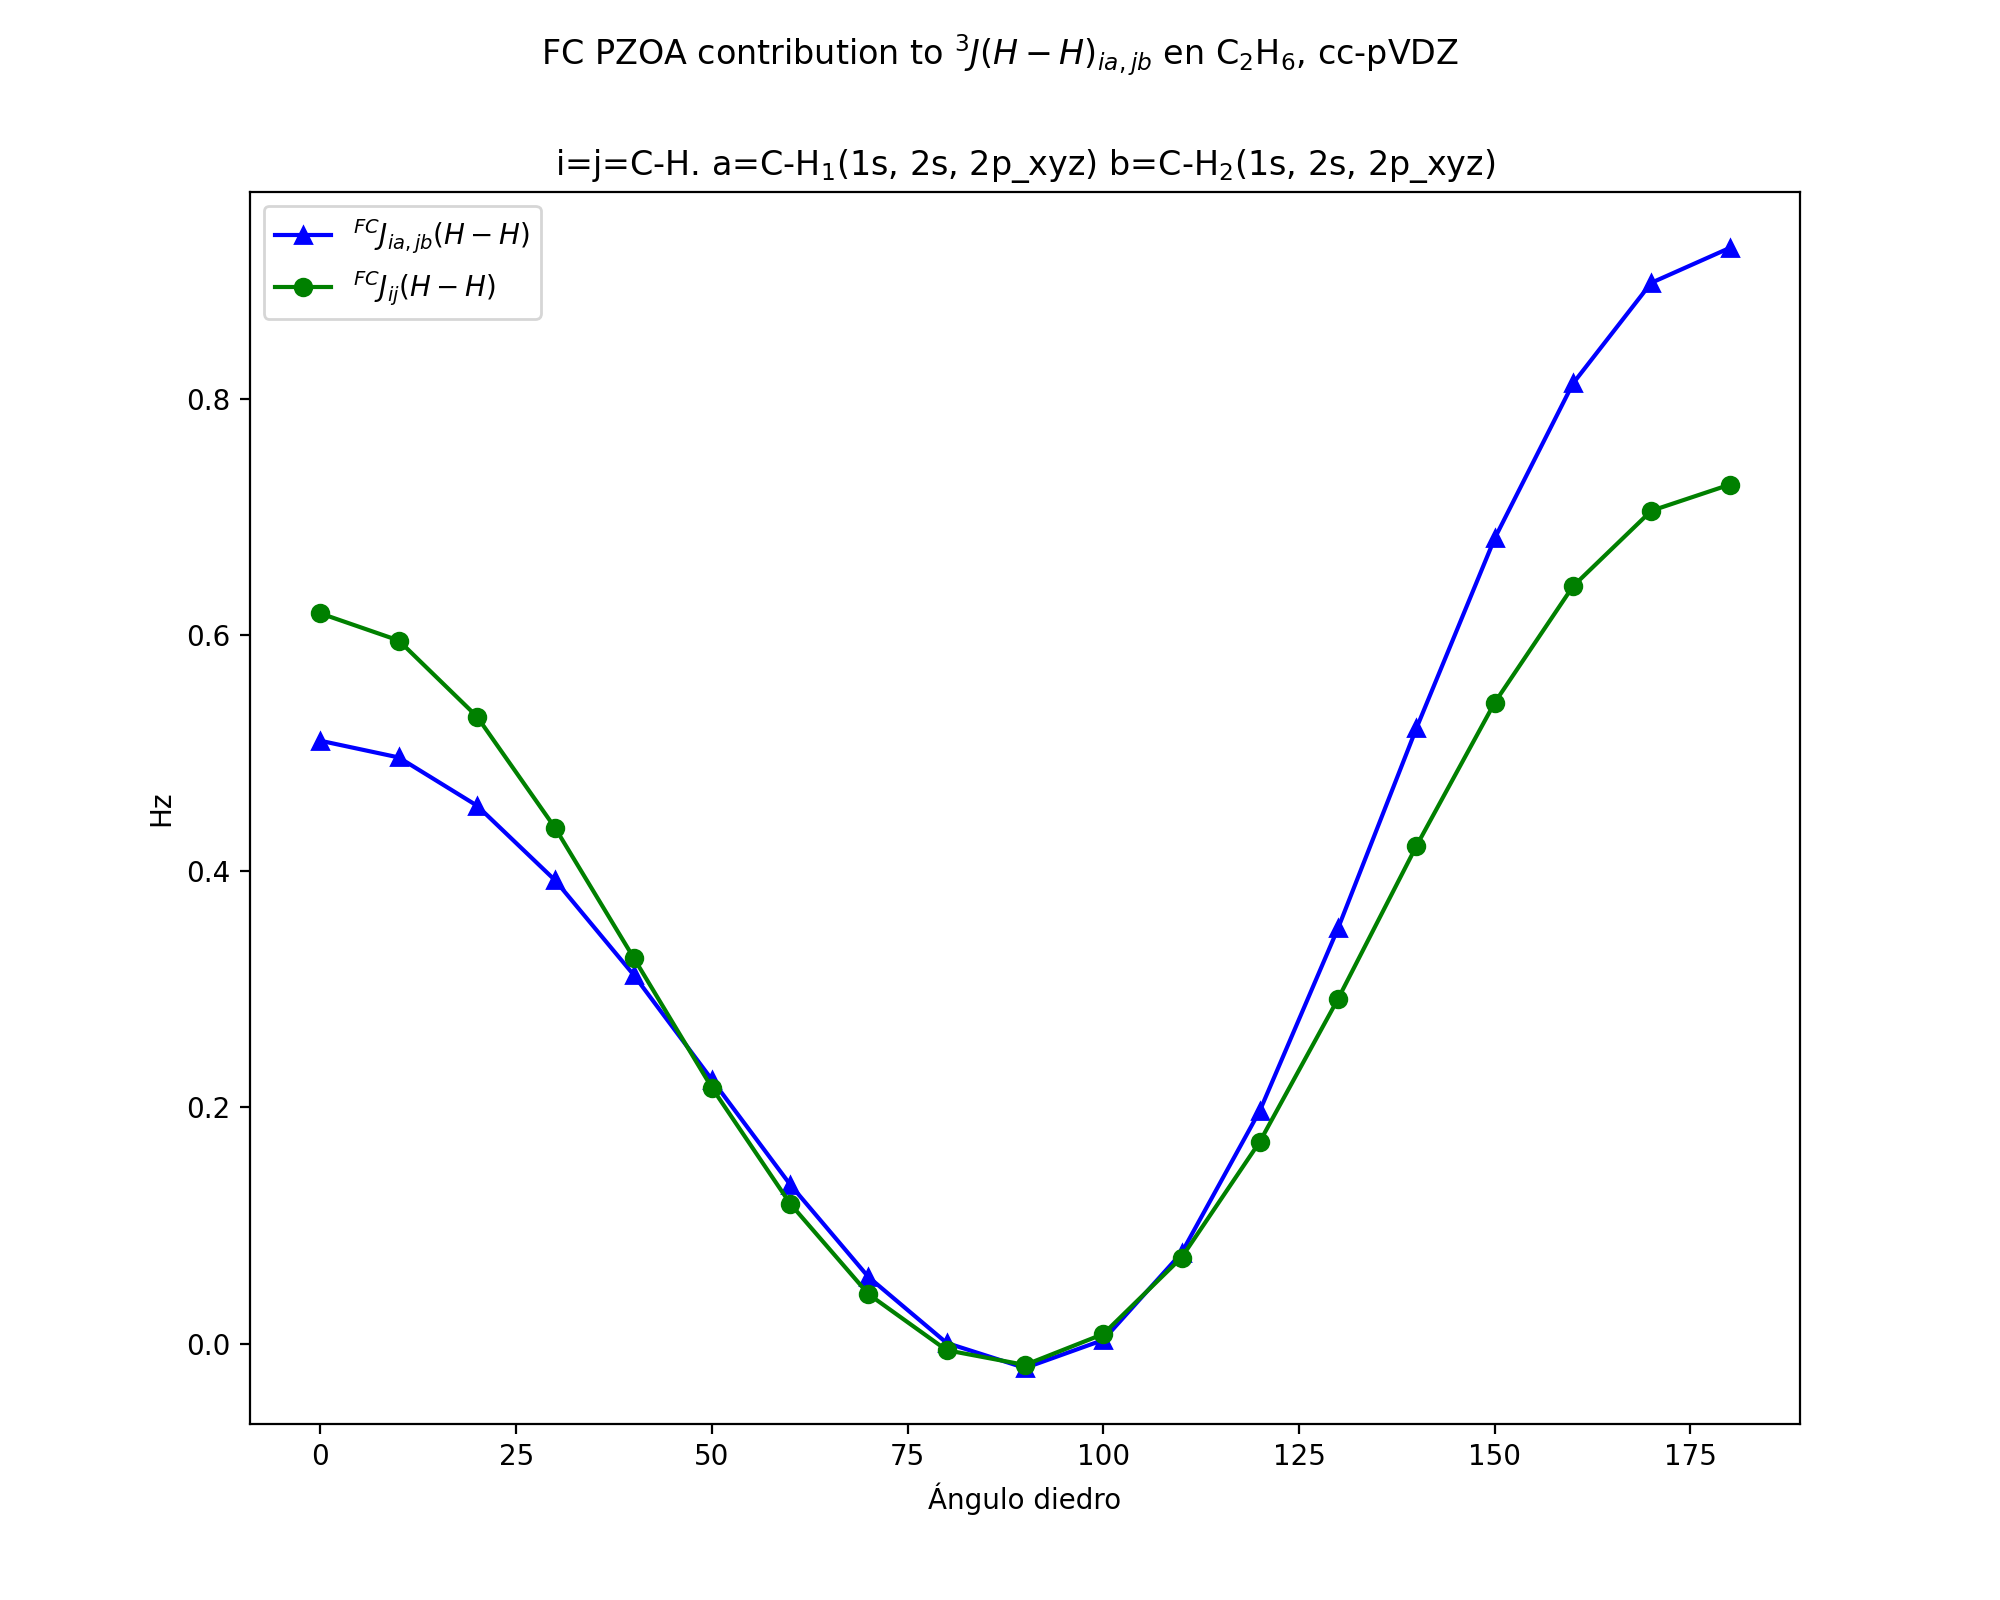 FC PZOA contribution to ³J(H − H)ᵢₐ,ⱼb en C₂H₆, cc-pVDZ
i=j=C-H. a=C-H₁(1s, 2s, 2p_xyz) b=C-H₂(1s, 2s, 2p_xyz)
ᶠᶜJᵢₐ,ⱼb(H − H)
ᶠᶜJᵢⱼ(H − H)
0.8
0.6
0.4
0.2
0.0
Hz
0 25 50 75 100 125 150 175
Ángulo diedro